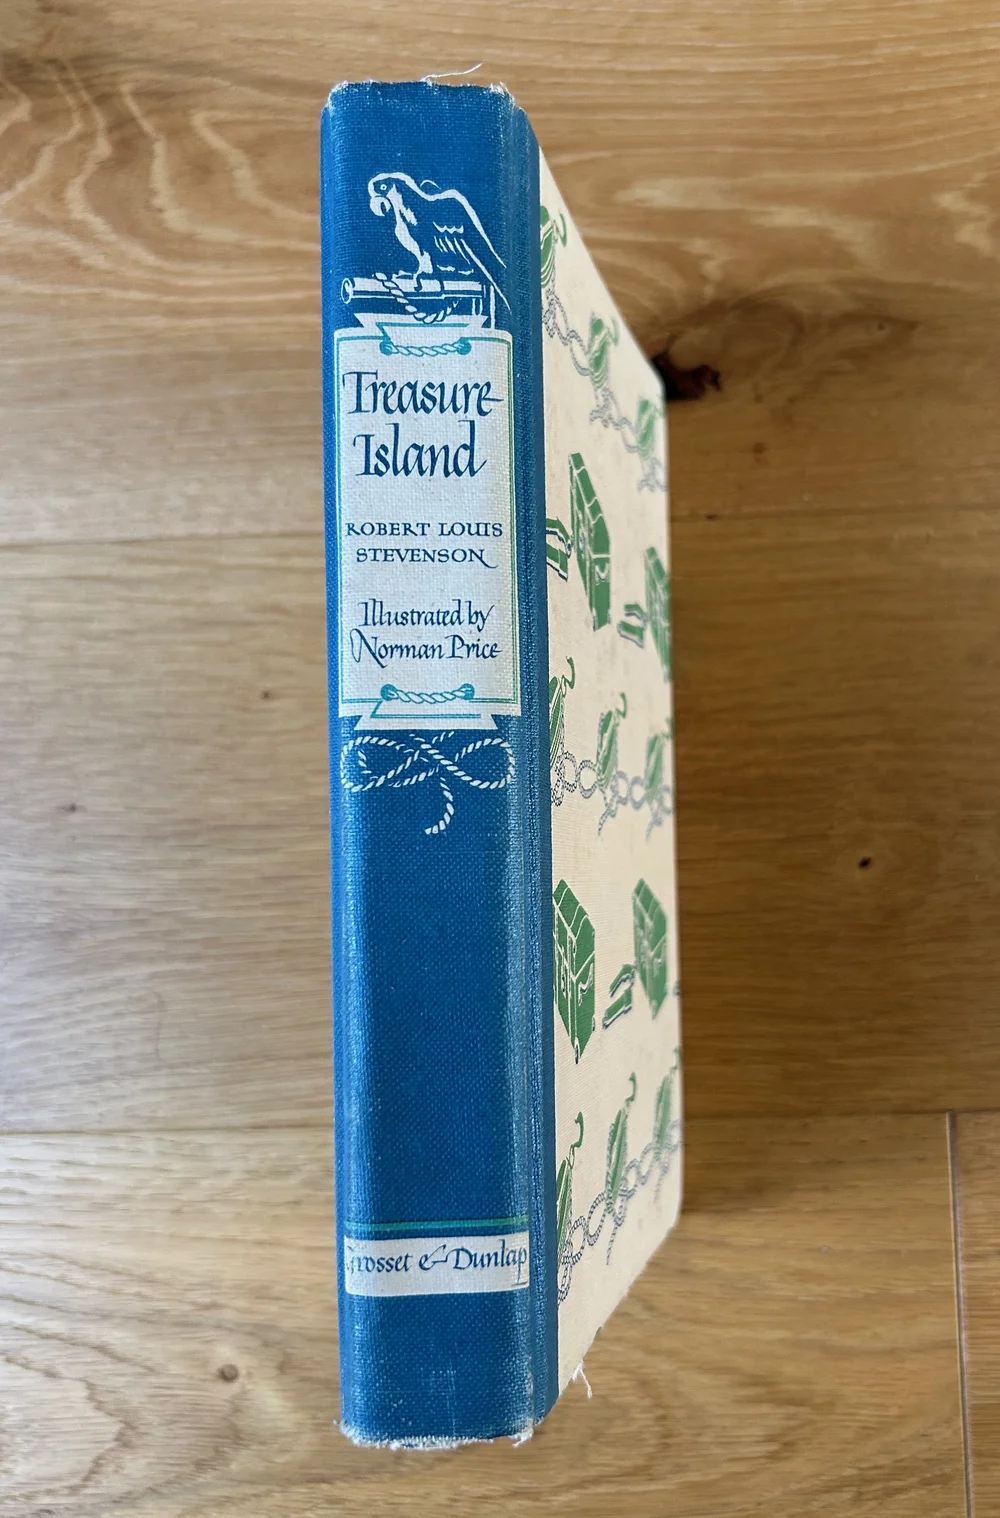 Treasure
Island
ROBERT LOUIS
STEVENSON
Illustrated by
Norman Price
Grosset & Dunlap